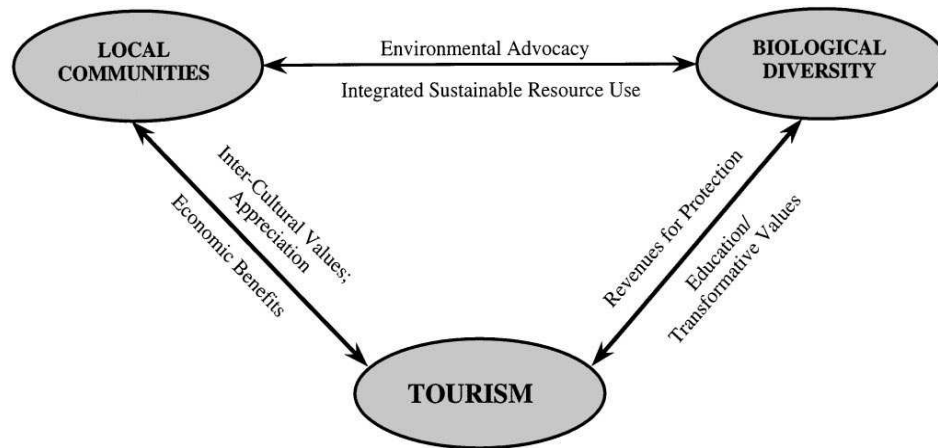 LOCAL
COMMUNITIES
Environmental Advocacy
Integrated Sustainable Resource Use
BIOLOGICAL
DIVERSITY
Inter-Cultural Values;
Appreciation
Economic Benefits
Revenues for Protection
Education/
Transformative Values
TOURISM